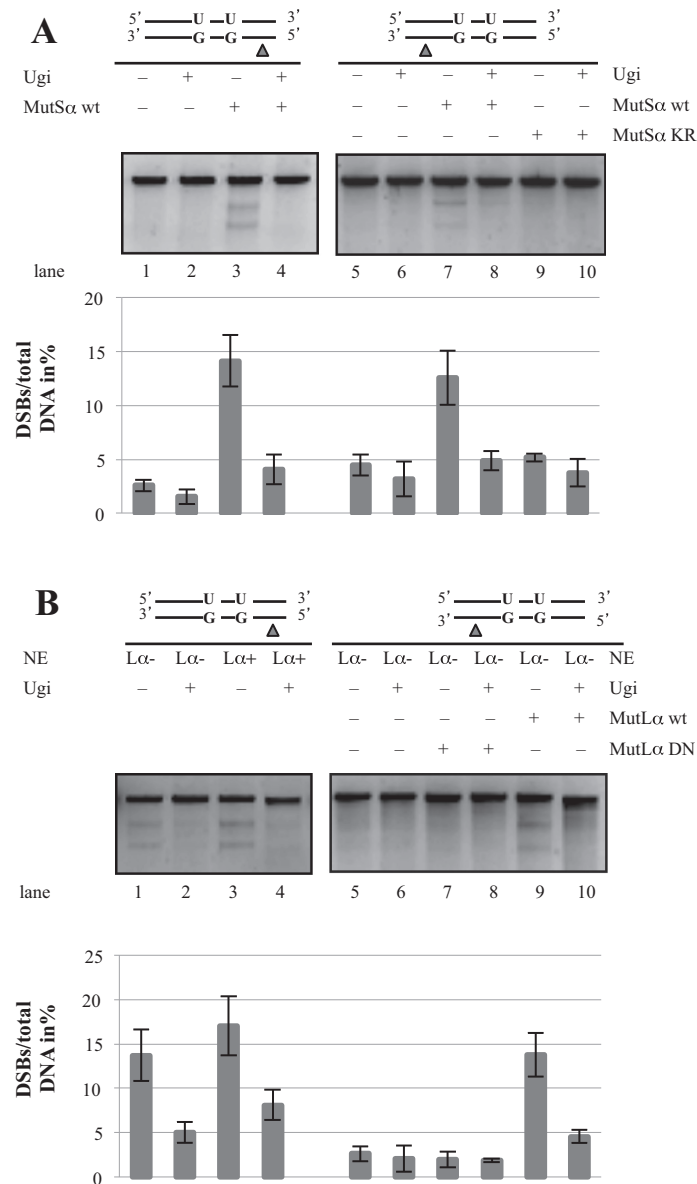 A
5’ U U 3’ 5’ U U 3’
3’ G G 5’ 3’ G G 5’
Ugi – + – + – + – + – + Ugi
MutSα wt – – + + – – + + – – MutSα wt
– – – – + + MutSα KR
lane 1 2 3 4 5 6 7 8 9 10
DSBs/total
DNA in%
20
15
10
5
0
B
5’ U U 3’ 5’ U U 3’
3’ G G 5’ 3’ G G 5’
NE Lα- Lα- Lα+ Lα+ Lα- Lα- Lα- Lα- Lα- Lα- NE
Ugi – + – + – + – + – + Ugi
– – – – + + MutLα wt
– – + + – – MutLα DN
lane 1 2 3 4 5 6 7 8 9 10
DSBs/total
DNA in%
25
20
15
10
5
0